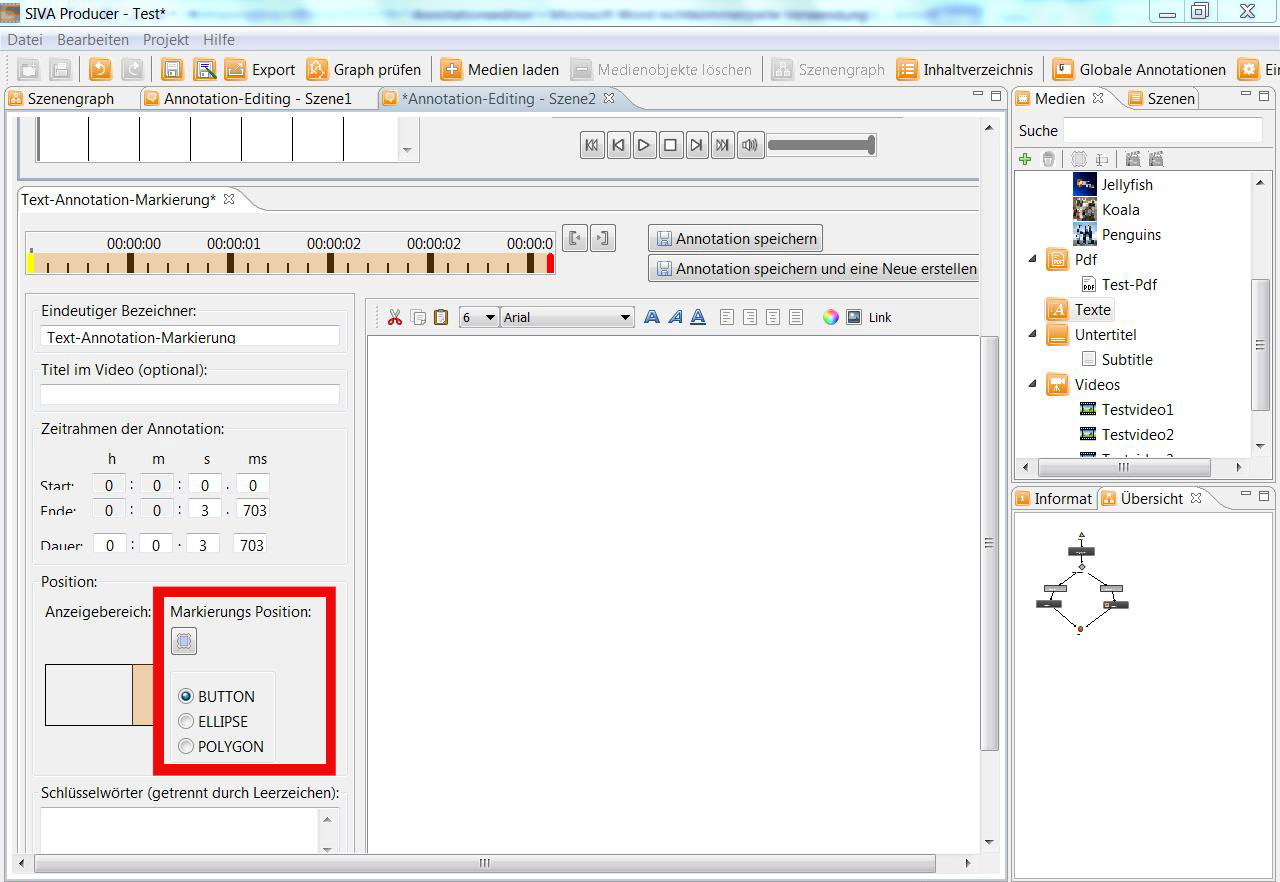 SIVA Producer - Test*
Datei Bearbeiten Projekt Hilfe
Export Graph prüfen Medien laden Medienobjekte löschen Szenengraph Inhaltverzeichnis Globale Annotationen
Szenengraph Annotation-Editing - Szene1 *Annotation-Editing - Szene2
Text-Annotation-Markierung*
00:00:00 00:00:01 00:00:02 00:00:02 00:00:0
Annotation speichern
Annotation speichern und eine Neue erstellen
Eindeutiger Bezeichner:
Text-Annotation-Markierung
Titel im Video (optional):
Zeitrahmen der Annotation:
h m s ms
Start: 0 : 0 : 0 . 0
Ende: 0 : 0 : 3 . 703
Dauer: 0 : 0 . 3 703
Position:
Anzeigebereich:
Markierungs Position:
BUTTON
ELLIPSE
POLYGON
Schlüsselwörter (getrennt durch Leerzeichen):
6 Arial A A A Link
Medien Szenen
Suche
Jellyfish
Koala
Penguins
Pdf
Test-Pdf
Texte
Untertitel
Subtitle
Videos
Testvideo1
Testvideo2
Informat Übersicht